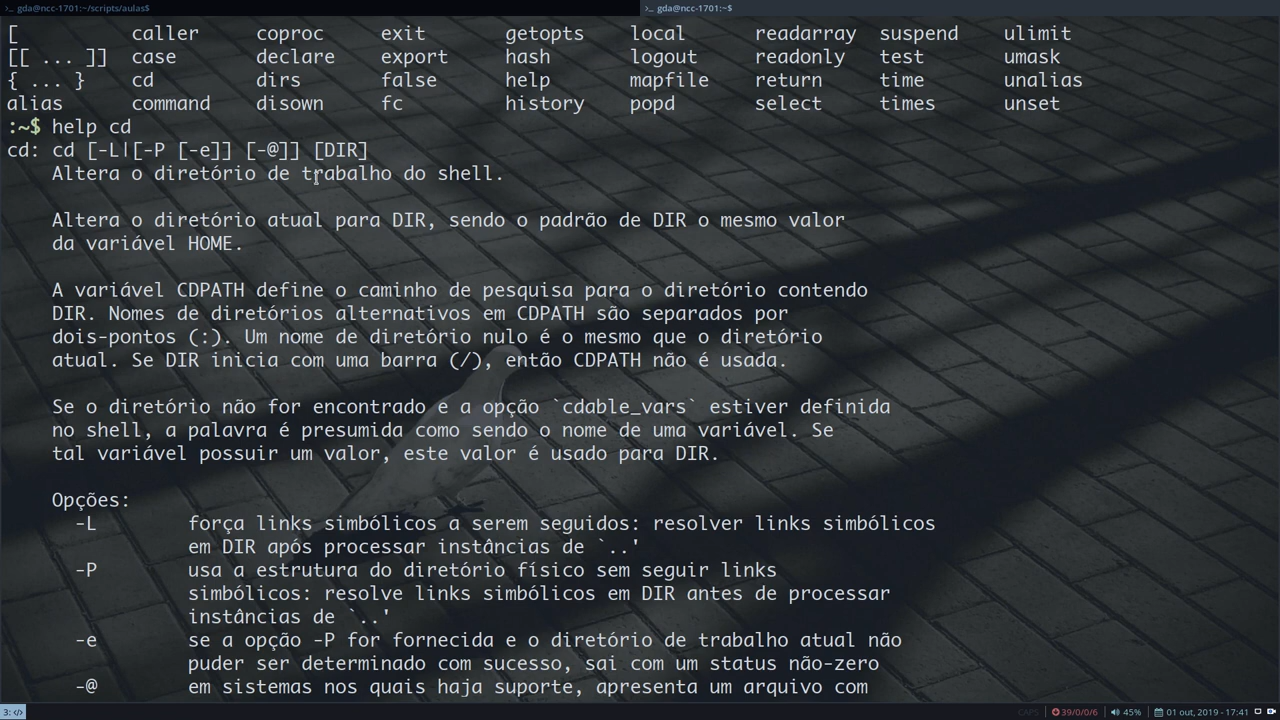 gda@ncc-1701:~/scripts/aulas$ gda@ncc-1701:~$
[ caller coproc exit getopts local readarray suspend ulimit
[[ ... ]] case declare export hash logout readonly test umask
{ ... } cd dirs false help mapfile return time unalias
alias command disown fc history popd select times unset
:~$ help cd
cd: cd [-L|[-P [-e]] [-@]] [DIR]
Altera o diretório de trabalho do shell.
Altera o diretório atual para DIR, sendo o padrão de DIR o mesmo valor
da variável HOME.
A variável CDPATH define o caminho de pesquisa para o diretório contendo
DIR. Nomes de diretórios alternativos em CDPATH são separados por
dois-pontos (:). Um nome de diretório nulo é o mesmo que o diretório
atual. Se DIR inicia com uma barra (/), então CDPATH não é usada.
Se o diretório não for encontrado e a opção `cdable_vars` estiver definida
no shell, a palavra é presumida como sendo o nome de uma variável. Se
tal variável possuir um valor, este valor é usado para DIR.
Opções:
-L força links simbólicos a serem seguidos: resolver links simbólicos
em DIR após processar instâncias de `..'
-P usa a estrutura do diretório físico sem seguir links
simbólicos: resolve links simbólicos em DIR antes de processar
instâncias de `..'
-e se a opção -P for fornecida e o diretório de trabalho atual não
puder ser determinado com sucesso, sai com um status não-zero
-@ em sistemas nos quais haja suporte, apresenta um arquivo com
3: </> CAPS 39/0/0/6 45% 01 out, 2019 - 17:41